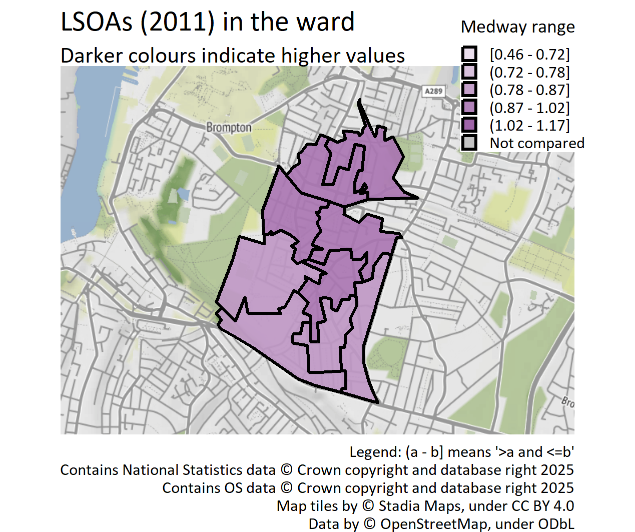 LSOAs (2011) in the ward
Darker colours indicate higher values
Medway range
[0.46 - 0.72]
(0.72 - 0.78]
(0.78 - 0.87]
(0.87 - 1.02]
(1.02 - 1.17]
Not compared
A289
Brompton
Bro
Legend: (a - b] means '>a and <=b'
Contains National Statistics data © Crown copyright and database right 2025
Contains OS data © Crown copyright and database right 2025
Map tiles by © Stadia Maps, under CC BY 4.0
Data by © OpenStreetMap, under ODbL